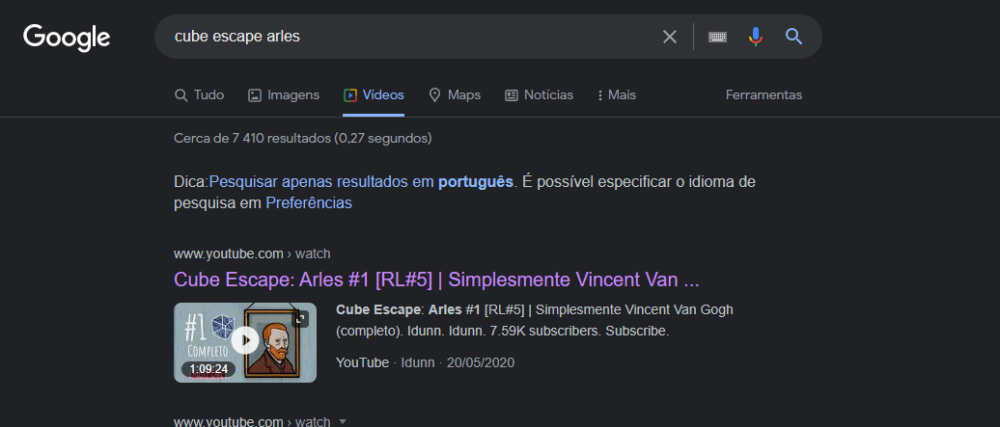 Google
cube escape arles
Tudo
Imagens
Vídeos
Maps
Notícias
Mais
Ferramentas
Cerca de 7 410 resultados (0,27 segundos)
Dica:Pesquisar apenas resultados em português. É possível especificar o idioma de
pesquisa em Preferências
www.youtube.com › watch
Cube Escape: Arles #1 [RL#5] | Simplesmente Vincent Van ...
#1
COMPLETO
1:09:24
Cube Escape: Arles #1 [RL#5] | Simplesmente Vincent Van Gogh
(completo). Idunn. Idunn. 7.59K subscribers. Subscribe.
YouTube · Idunn · 20/05/2020
www.youtube.com › watch